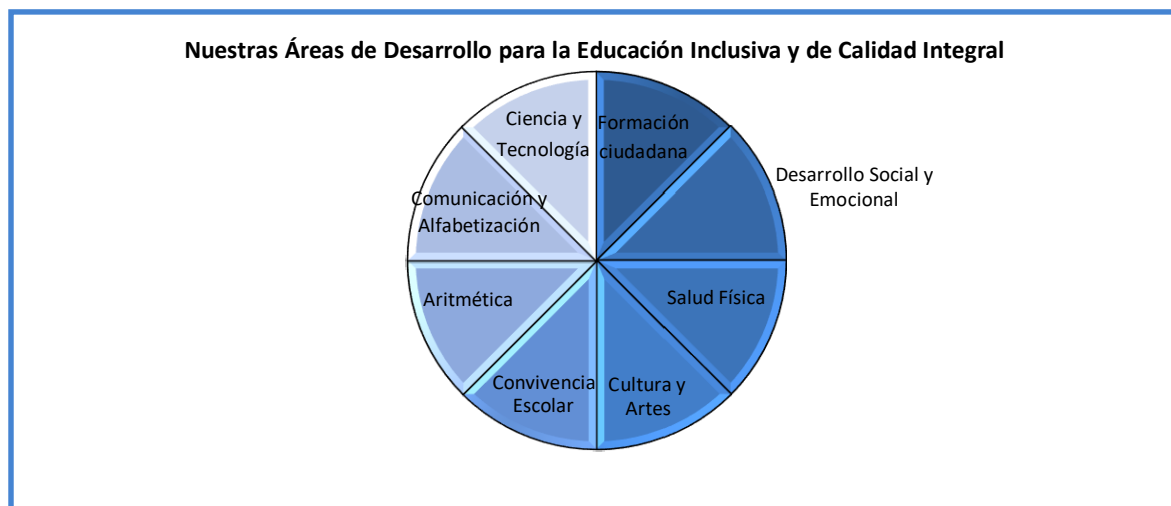 Nuestras Áreas de Desarrollo para la Educación Inclusiva y de Calidad Integral
Ciencia y
Tecnología
Formación
ciudadana
Desarrollo Social y
Emocional
Comunicación y
Alfabetización
Aritmética
Salud Física
Convivencia
Escolar
Cultura y
Artes